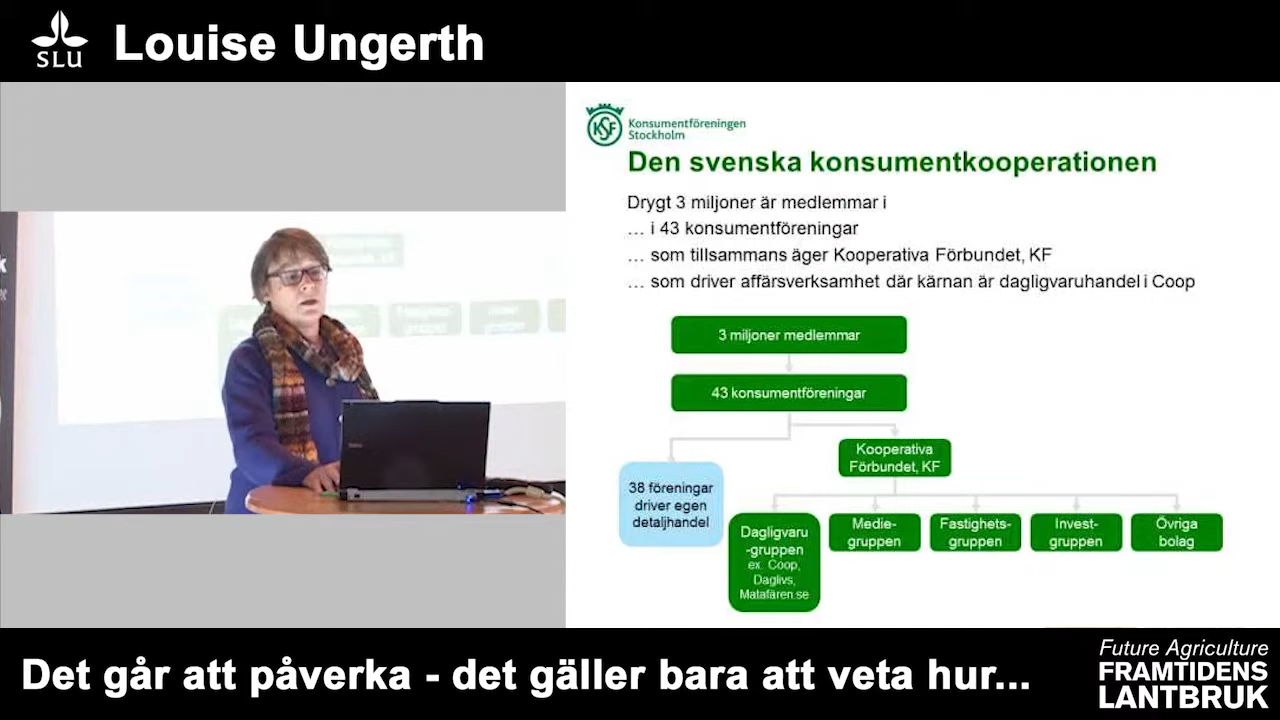 SLU
Louise Ungerth
KSF
Konsumentföreningen
Stockholm
Den svenska konsumentkooperationen
Drygt 3 miljoner är medlemmar i
… i 43 konsumentföreningar
… som tillsammans äger Kooperativa Förbundet, KF
… som driver affärsverksamhet där kärnan är dagligvaruhandel i Coop
3 miljoner medlemmar
43 konsumentföreningar
Kooperativa
Förbundet, KF
38 föreningar
driver egen
detaljhandel
Dagligvaru
-gruppen
ex. Coop,
Daglivs,
Matafären.se
Medie-
gruppen
Fastighets-
gruppen
Invest-
gruppen
Övriga
bolag
Det går att påverka - det gäller bara att veta hur...
Future Agriculture
FRAMTIDENS
LANTBRUK